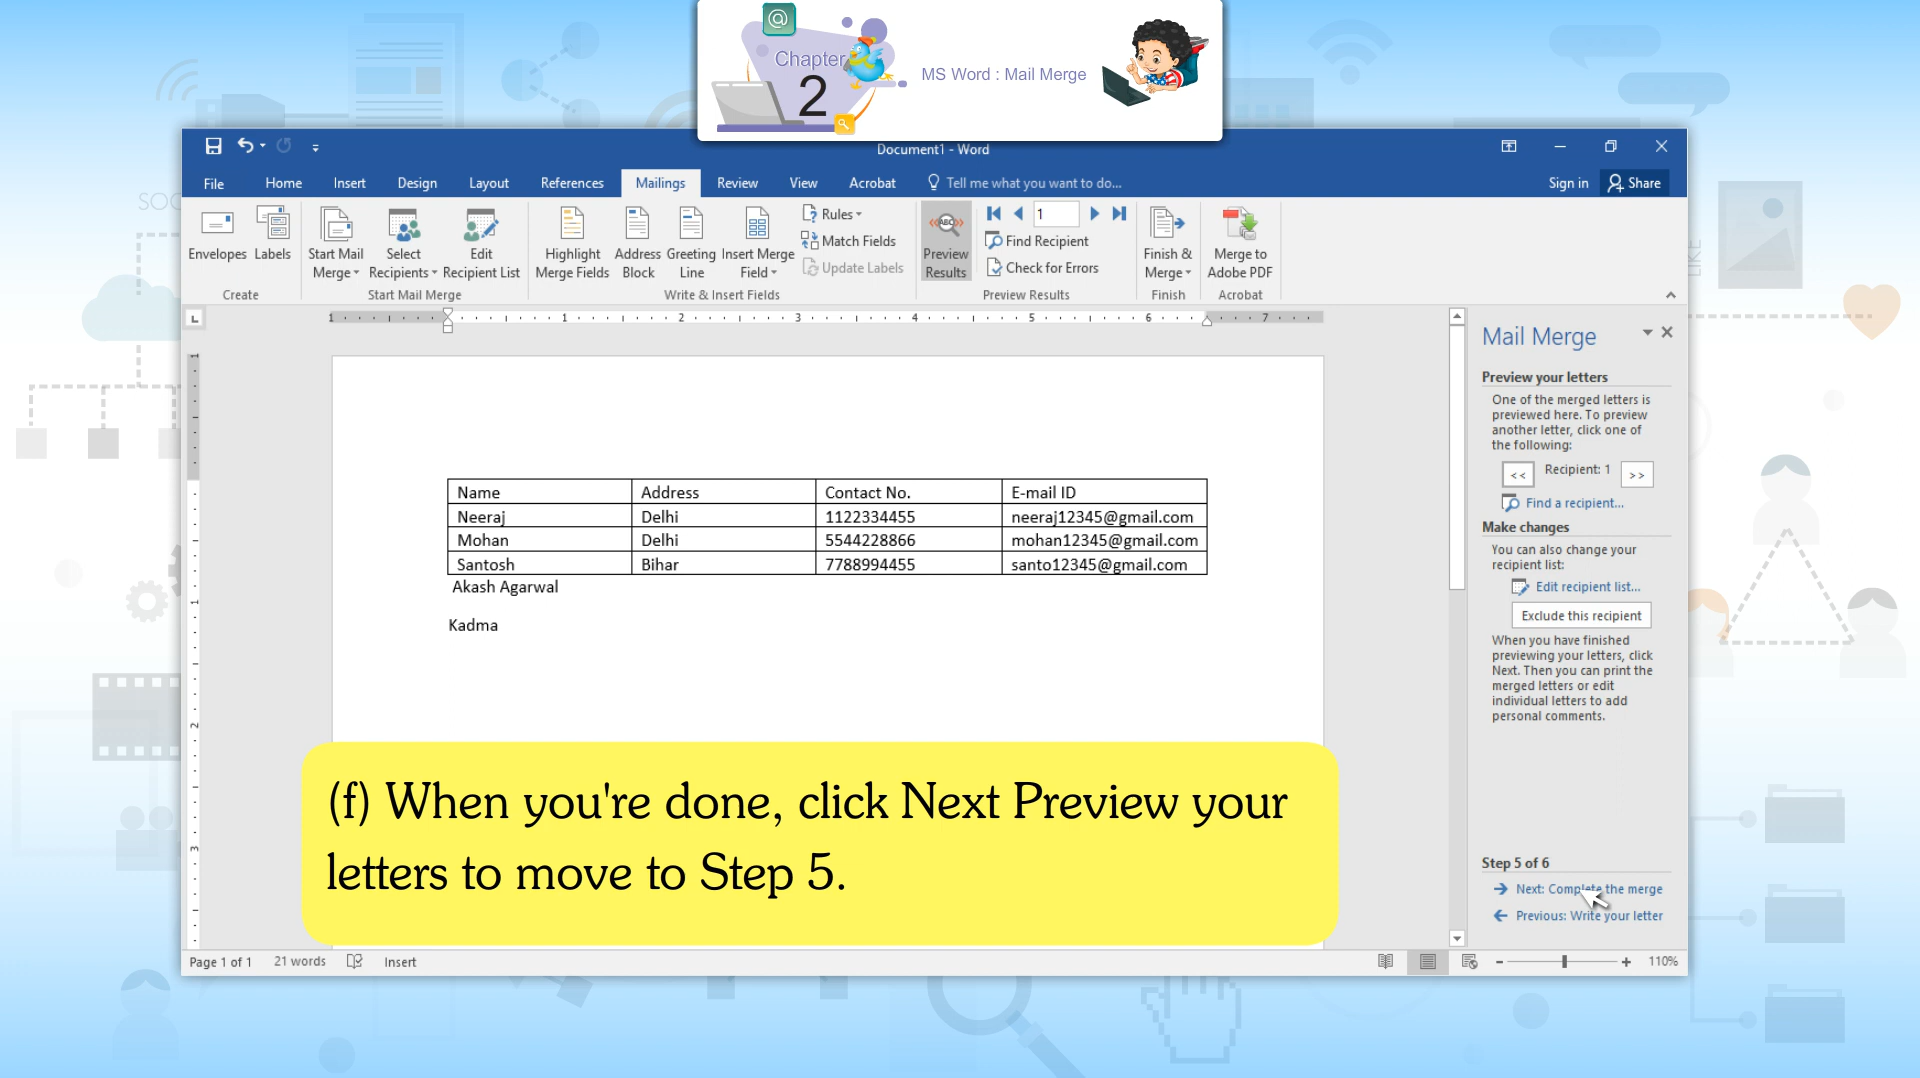 Chapter
2
MS Word : Mail Merge
Document1 - Word
File Home Insert Design Layout References Mailings Review View Acrobat Tell me what you want to do... Sign in Share
Envelopes Labels Start Mail Merge Select Recipients Edit Recipient List Highlight Merge Fields Address Block Greeting Line Insert Merge Field
Rules
Match Fields
Update Labels
Preview Results
1
Find Recipient
Check for Errors
Finish & Merge
Merge to Adobe PDF
Create Start Mail Merge Write & Insert Fields Preview Results Finish Acrobat
1 1 2 3 4 5 6 7
Name Address Contact No. E-mail ID
Neeraj Delhi 1122334455 neeraj12345@gmail.com
Mohan Delhi 5544228866 mohan12345@gmail.com
Santosh Bihar 7788994455 santo12345@gmail.com
Akash Agarwal
Kadma
Mail Merge
Preview your letters
One of the merged letters is
previewed here. To preview
another letter, click one of
the following:
<< Recipient: 1 >>
Find a recipient...
Make changes
You can also change your
recipient list:
Edit recipient list...
Exclude this recipient
When you have finished
previewing your letters, click
Next. Then you can print the
merged letters or edit
individual letters to add
personal comments.
Step 5 of 6
Next: Complete the merge
Previous: Write your letter
(f) When you're done, click Next Preview your
letters to move to Step 5.
Page 1 of 1 21 words Insert 110%